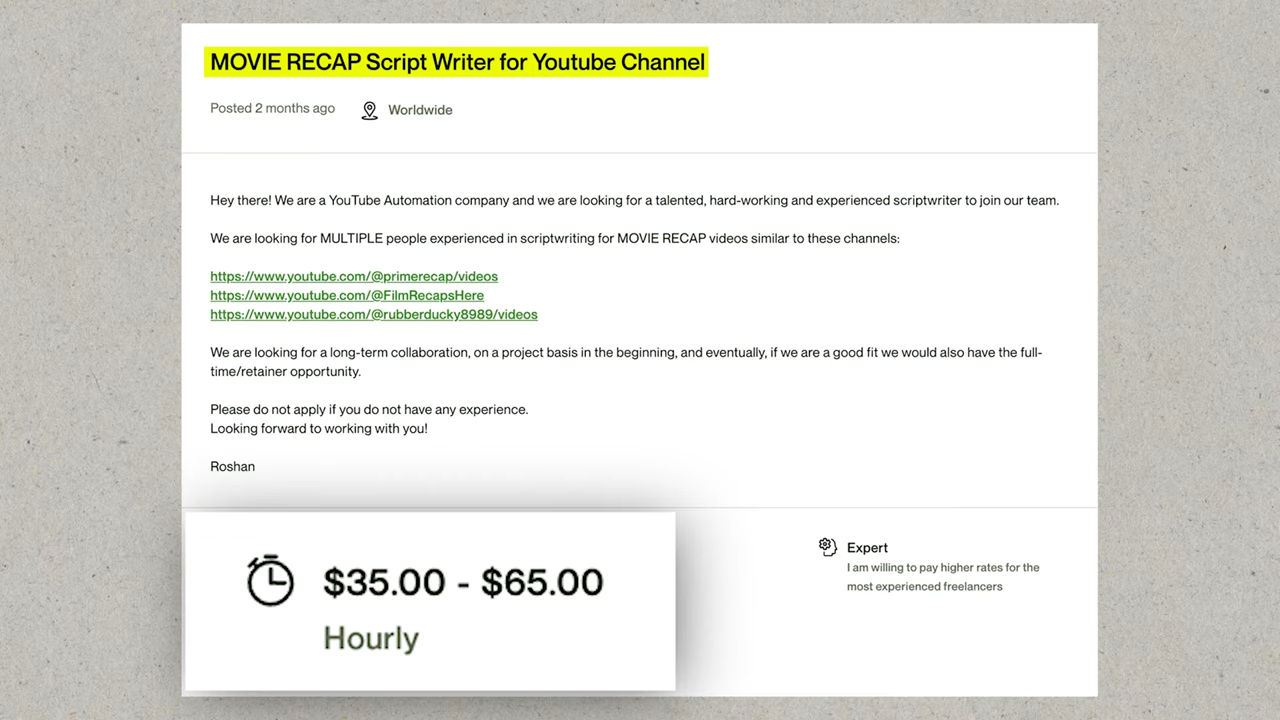 MOVIE RECAP Script Writer for Youtube Channel
Posted 2 months ago Worldwide
Hey there! We are a YouTube Automation company and we are looking for a talented, hard-working and experienced scriptwriter to join our team.
We are looking for MULTIPLE people experienced in scriptwriting for MOVIE RECAP videos similar to these channels:
https://www.youtube.com/@primerecap/videos
https://www.youtube.com/@FilmRecapsHere
https://www.youtube.com/@rubberducky8989/videos
We are looking for a long-term collaboration, on a project basis in the beginning, and eventually, if we are a good fit we would also have the full-
time/retainer opportunity.
Please do not apply if you do not have any experience.
Looking forward to working with you!
Roshan
$35.00 - $65.00
Hourly
Expert
I am willing to pay higher rates for the
most experienced freelancers